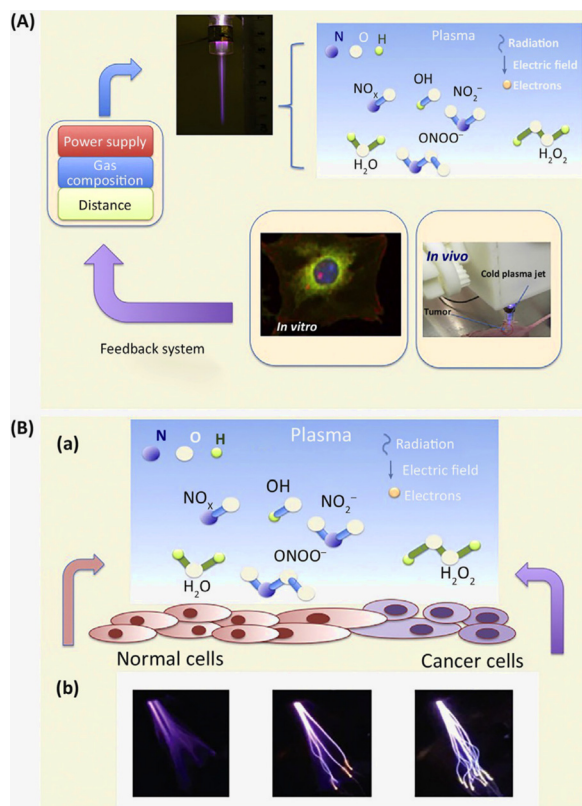 (A)
N O H
Plasma
Radiation
Electric field
Electrons
NOₓ
OH
NO₂⁻
H₂O
ONOO⁻
H₂O₂
Power supply
Gas
composition
Distance
In vitro
In vivo
Cold plasma jet
Tumor
Feedback system
(B)
(a)
N O H
Plasma
Radiation
Electric field
Electrons
NOₓ
OH
NO₂⁻
H₂O
ONOO⁻
H₂O₂
Normal cells
Cancer cells
(b)